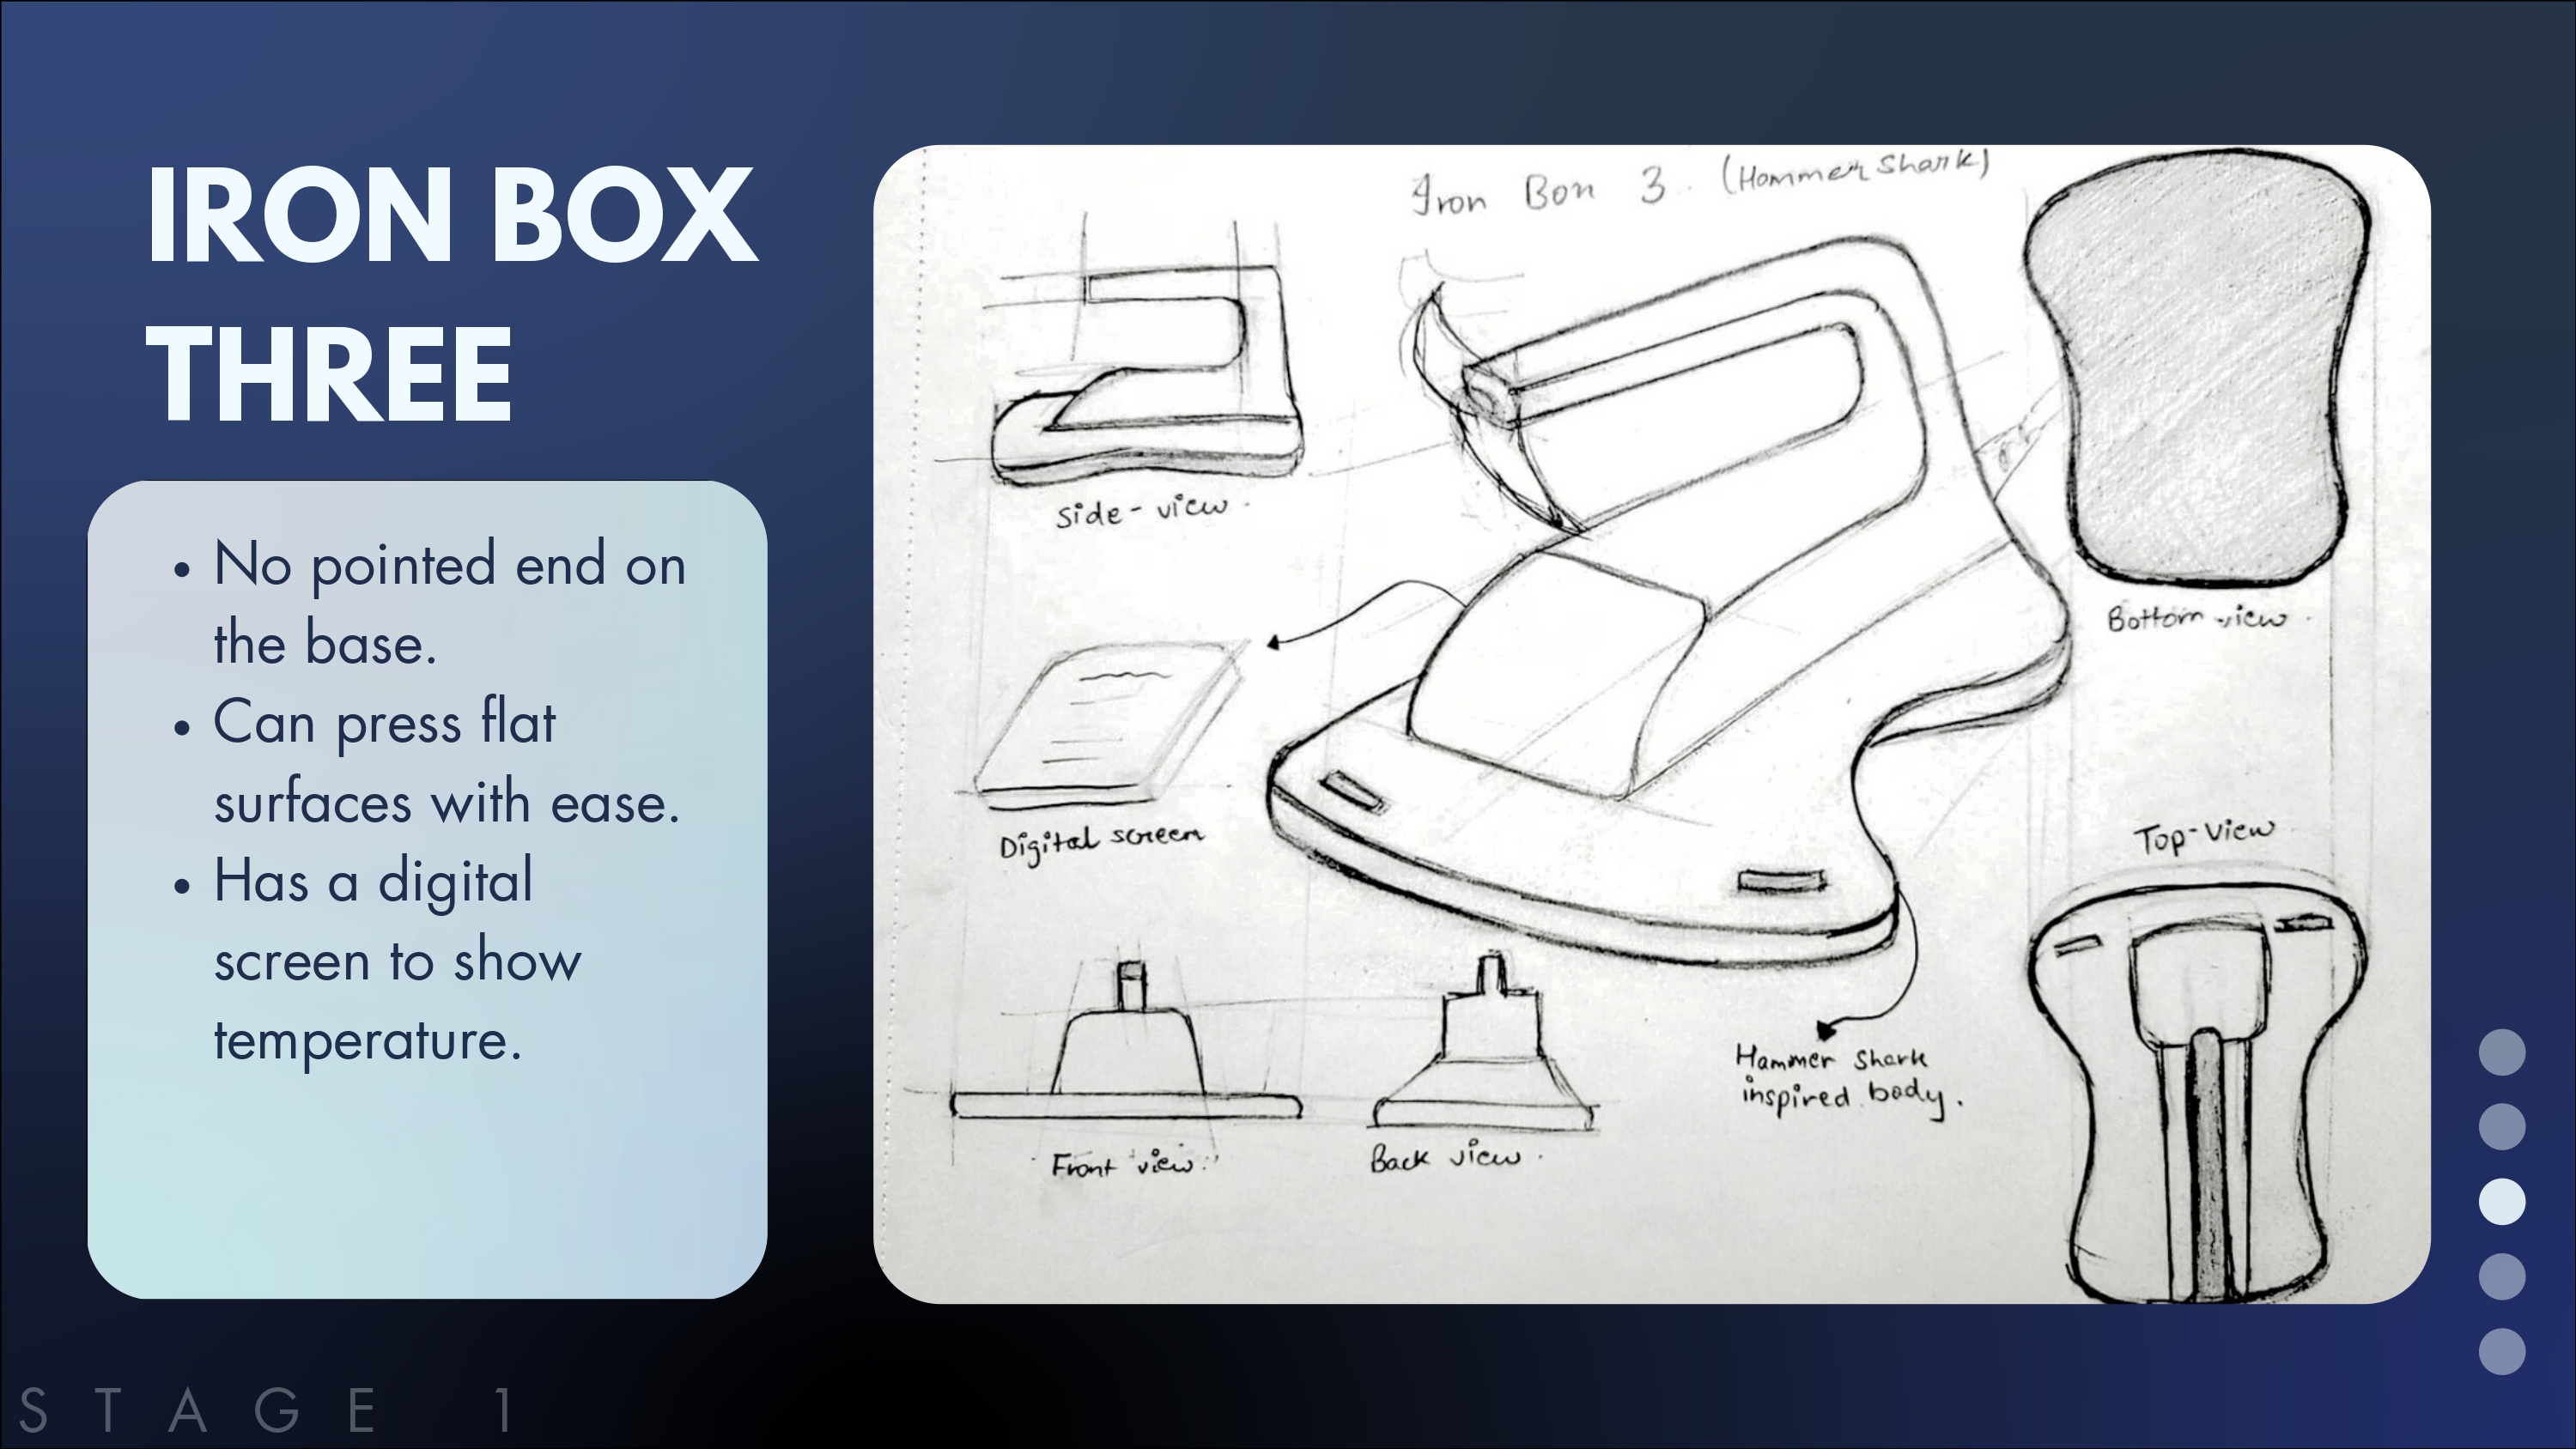 IRON BOX
THREE
• No pointed end on
the base.
• Can press flat
surfaces with ease.
• Has a digital
screen to show
temperature.
Iron Box 3. (Hammer Shark)
Side-view.
Bottom view.
Digital screen
Top-View
Hammer Shark
inspired body.
Front view.
Back view.
STAGE 1